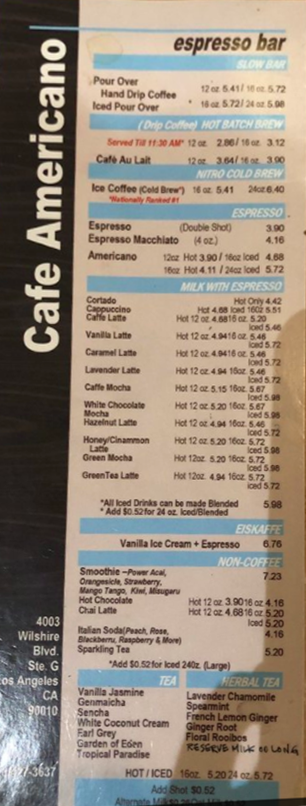 Cafe Americano
espresso bar
SLOW BAR
Pour Over
Hand Drip Coffee 12 oz. 5.41/ 16 oz. 5.72
Iced Pour Over * 16 oz. 5.72/ 24 oz 5.98
(Drip Coffee) HOT BATCH BREW
Served Till 11:30 AM* 12 oz. 2.86/ 16 oz. 3.12
Café Au Lait 12 oz. 3.64/ 16 oz. 3.90
NITRO COLD BREW
Ice Coffee (Cold Brew*) 16 oz. 5.41 24oz 6.40
*Nationally Ranked #1
ESPRESSO
Espresso (Double Shot) 3.90
Espresso Macchiato (4 oz.) 4.16
Americano 12oz Hot 3.90 / 16oz Iced 4.68
16oz Hot 4.11 / 24oz Iced 5.72
MILK WITH ESPRESSO
Cortado Hot Only 4.42
Cappuccino Hot 4.68 Iced 16oz 5.51
Caffe Latte Hot 12 oz. 4.68 16 oz. 5.20
Iced 5.46
Vanilla Latte Hot 12 oz. 4.94 16 oz. 5.46
Iced 5.72
Caramel Latte Hot 12 oz. 4.94 16 oz. 5.46
Iced 5.72
Lavender Latte Hot 12 oz. 4.94 16oz. 5.46
Iced 5.72
Caffe Mocha Hot 12 oz. 5.15 16oz. 5.67
Iced 5.98
White Chocolate Hot 12 oz. 5.20 16oz. 5.67
Mocha Iced 5.98
Hazelnut Latte Hot 12 oz. 4.94 16oz. 5.46
Iced 5.72
Honey/Cinammon Hot 12 oz. 5.20 16oz. 5.72
Latte Iced 5.98
Green Mocha Hot 12oz. 5.20 16oz. 5.72
Iced 5.98
GreenTea Latte Hot 12oz. 4.94 16oz. 5.72
Iced 5.72
*All Iced Drinks can be made Blended 5.98
* Add $0.52 for 24 oz. Iced/Blended
EISKAFFE
Vanilla Ice Cream + Espresso 6.76
NON-COFFEE
Smoothie –Power Acai, 7.23
Orangesicle, Strawberry,
Mango Tango, Kiwi, Misugaru
Hot Chocolate Hot 12 oz. 3.90 16 oz. 4.16
Chai Latte Hot 12 oz. 4.68 16 oz. 5.20
Iced 5.20
Italian Soda(Peach, Rose, 4.16
Blackberry, Raspberry & More)
Sparkling Tea 5.20
*Add $0.52 for Iced 24oz. (Large)
TEA
Vanilla Jasmine
Genmaicha
Sencha
White Coconut Cream
Earl Grey
Garden of Eden
Tropical Paradise
HERBAL TEA
Lavender Chamomile
Spearmint
French Lemon Ginger
Ginger Root
Floral Rooibos
RESERVE MILK OOLONG
HOT / ICED 16oz. 5.20 24 oz. 5.72
Add Shot $0.52
4003
Wilshire
Blvd.
Ste. G
os Angeles
CA
90010
-3637